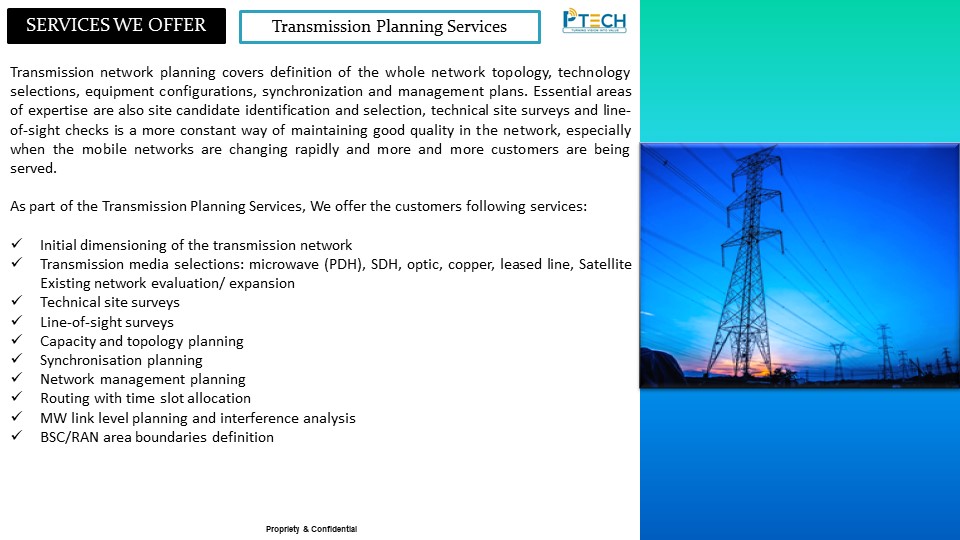 SERVICES WE OFFER
Transmission Planning Services
PTECH
TURNING VISION INTO VALUE
Transmission network planning covers definition of the whole network topology, technology
selections, equipment configurations, synchronization and management plans. Essential areas
of expertise are also site candidate identification and selection, technical site surveys and line-
of-sight checks is a more constant way of maintaining good quality in the network, especially
when the mobile networks are changing rapidly and more and more customers are being
served.
As part of the Transmission Planning Services, We offer the customers following services:
✓ Initial dimensioning of the transmission network
✓ Transmission media selections: microwave (PDH), SDH, optic, copper, leased line, Satellite
Existing network evaluation/ expansion
✓ Technical site surveys
✓ Line-of-sight surveys
✓ Capacity and topology planning
✓ Synchronisation planning
✓ Network management planning
✓ Routing with time slot allocation
✓ MW link level planning and interference analysis
✓ BSC/RAN area boundaries definition
Propriety & Confidential